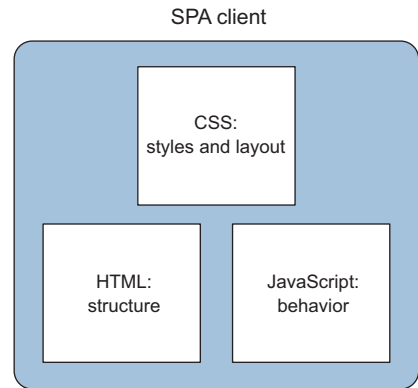 SPA client
CSS:
styles and layout
HTML:
structure
JavaScript:
behavior